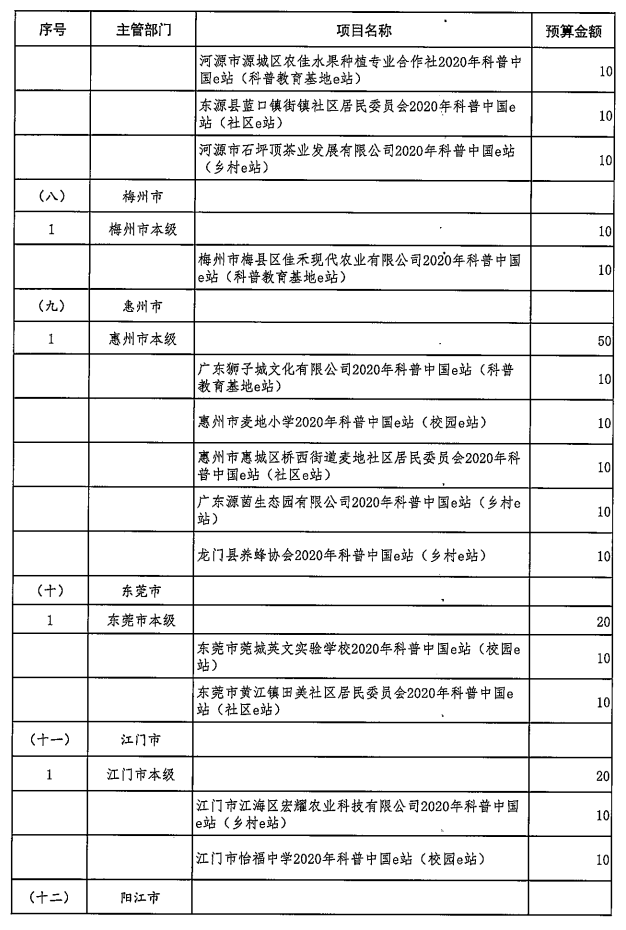 序号 主管部门 项目名称 预算金额
河源市源城区农佳水果种植专业合作社2020年科普中
国e站（科普教育基地e站） 10
东源县蓝口镇街镇社区居民委员会2020年科普中国e
站（社区e站） 10
河源市石坪顶茶业发展有限公司2020年科普中国e站
（乡村e站） 10
（八） 梅州市
1 梅州市本级 10
梅州市梅县区佳禾现代农业有限公司2020年科普中国
e站（科普教育基地e站） 10
（九） 惠州市
1 惠州市本级 50
广东狮子城文化有限公司2020年科普中国e站（科普
教育基地e站） 10
惠州市麦地小学2020年科普中国e站（校园e站） 10
惠州市惠城区桥西街道麦地社区居民委员会2020年科
普中国e站（社区e站） 10
广东源茵生态园有限公司2020年科普中国e站（乡村e
站） 10
龙门县养蜂协会2020年科普中国e站（乡村e站） 10
（十） 东莞市
1 东莞市本级 20
东莞市莞城英文实验学校2020年科普中国e站（校园e
站） 10
东莞市黄江镇田美社区居民委员会2020年科普中国e
站（社区e站） 10
（十一） 江门市
1 江门市本级 20
江门市江海区宏耀农业科技有限公司2020年科普中国
e站（乡村e站） 10
江门市怡福中学2020年科普中国e站（校园e站） 10
（十二） 阳江市